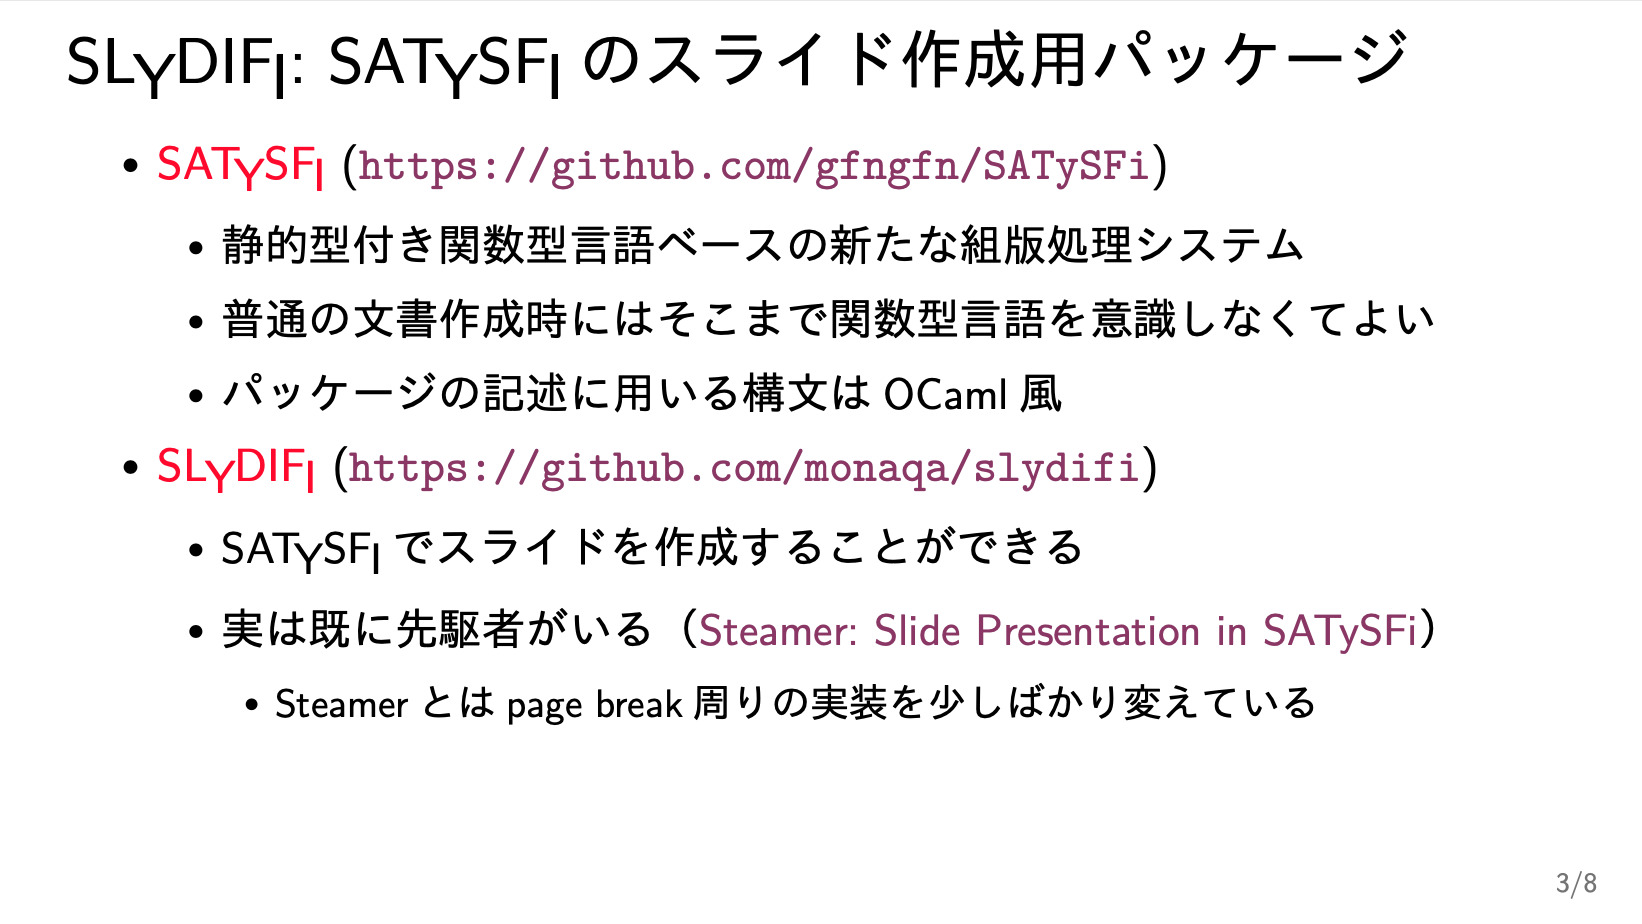 SLYDIFI: SATYSFI のスライド作成用パッケージ
• SATYSFI (https://github.com/gfngfn/SATySFi)
• 静的型付き関数型言語ベースの新たな組版処理システム
• 普通の文書作成時にはそこまで関数型言語を意識しなくてよい
• パッケージの記述に用いる構文は OCaml 風
• SLYDIFI (https://github.com/monaqa/slydifi)
• SATYSFI でスライドを作成することができる
• 実は既に先駆者がいる（Steamer: Slide Presentation in SATySFi）
• Steamer とは page break 周りの実装を少しばかり変えている
3/8